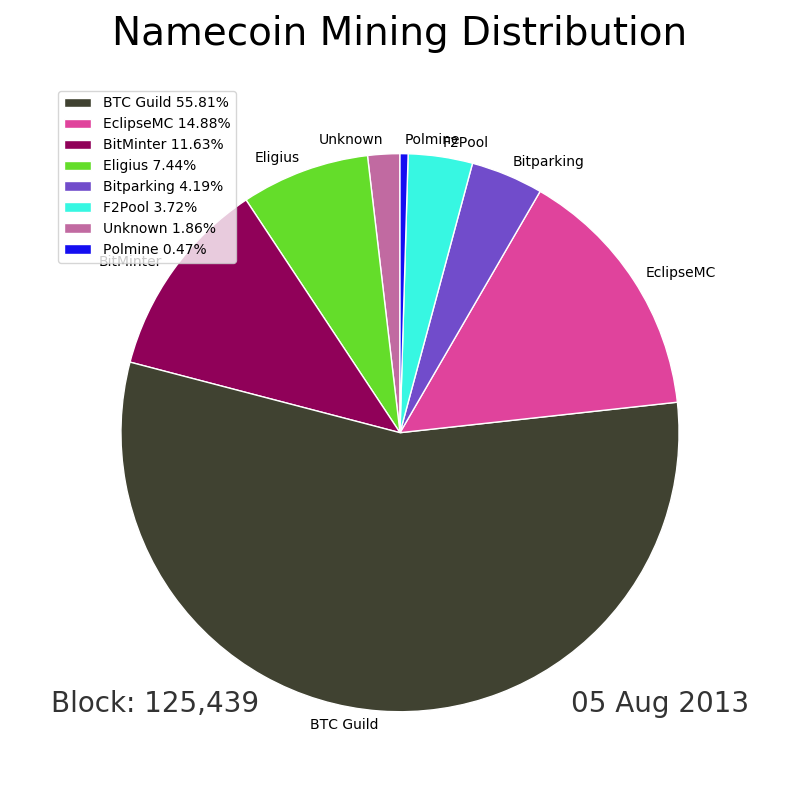 Namecoin Mining Distribution
BTC Guild 55.81%
EclipseMC 14.88%
BitMinter 11.63%
Eligius 7.44%
Bitparking 4.19%
F2Pool 3.72%
Unknown 1.86%
Polmine 0.47%
Unknown
Polmine
F2Pool
Eligius
Bitparking
BitMinter
EclipseMC
Block: 125,439
05 Aug 2013
BTC Guild